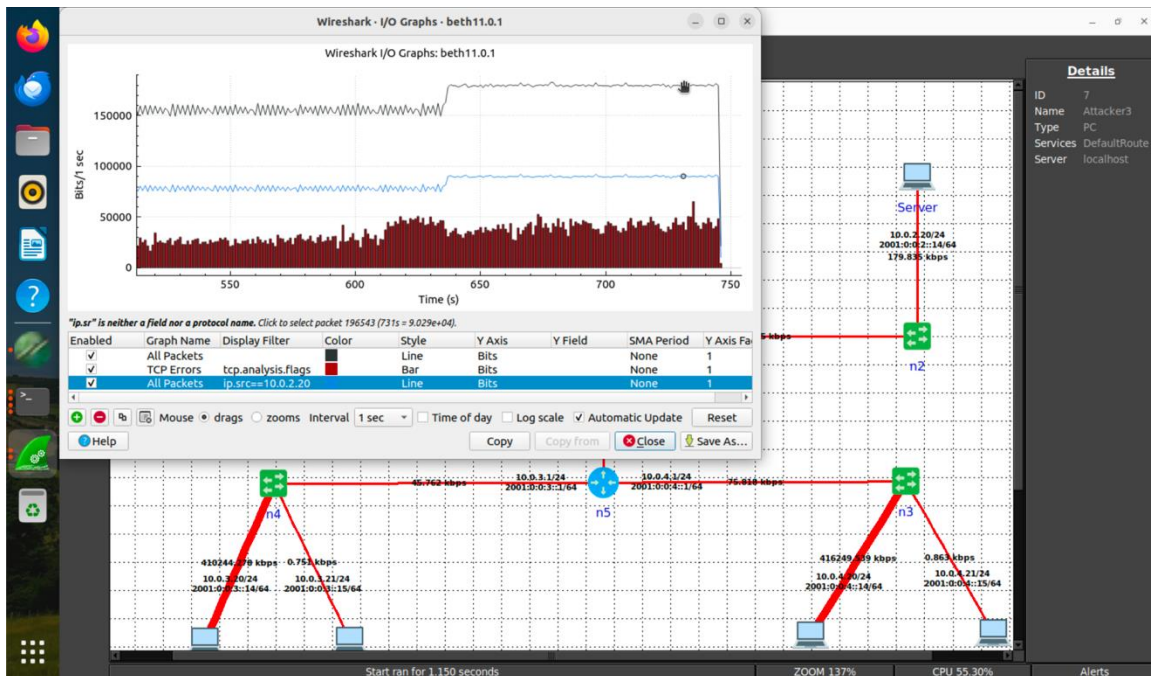 Wireshark · I/O Graphs · beth11.0.1
Wireshark I/O Graphs: beth11.0.1
Bits/1 sec
150000
100000
50000
0
550
600
650
700
750
Time (s)
"ip.sr" is neither a field nor a protocol name. Click to select packet 196543 (731s = 9.029e+04).
Enabled Graph Name Display Filter Color Style Y Axis Y Field SMA Period Y Axis Fa
All Packets Line Bits None 1
TCP Errors tcp.analysis.flags Bar Bits None 1
All Packets ip.src==10.0.2.20 Line Bits None 1
Mouse drags zooms Interval 1 sec Time of day Log scale Automatic Update Reset
Help Copy Copy from Close Save As...
Details
ID 7
Name Attacker3
Type PC
Services DefaultRoute
Server localhost
Server
10.0.2.20/24
2001:0:0:2::14/64
179.835 kbps
5 kbps
n2
10.0.3.1/24
2001:0:0:3::1/64
10.0.4.1/24
2001:0:0:4::1/64
45.762 kbps
75.818 kbps
n4
n5
n3
0.751 kbps
10.0.3.20/24
2001:0:0:3::14/64
10.0.3.21/24
2001:0:0:3::15/64
0.863 kbps
2001:0:0:4::14/64
10.0.4.21/24
2001:0:0:4::15/64
Start ran for 1.150 seconds
ZOOM 137%
CPU 55.30%
Alerts